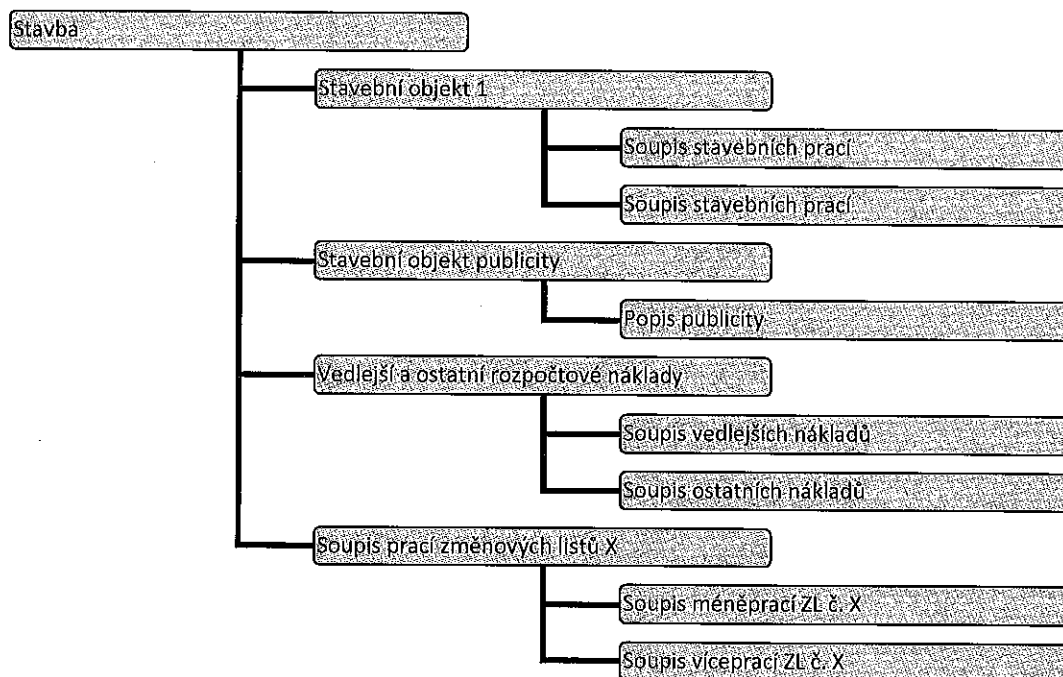 Stavba
Stavební objekt 1
Soupis stavebních prací
Soupis stavebních prací
Stavební objekt publicity
Popis publicity
Vedlejší a ostatní rozpočtové náklady
Soupis vedlejších nákladů
Soupis ostatních nákladů
Soupis prací změnových listů X
Soupis méněprací ZL č. X
Soupis víceprací ZL č. X